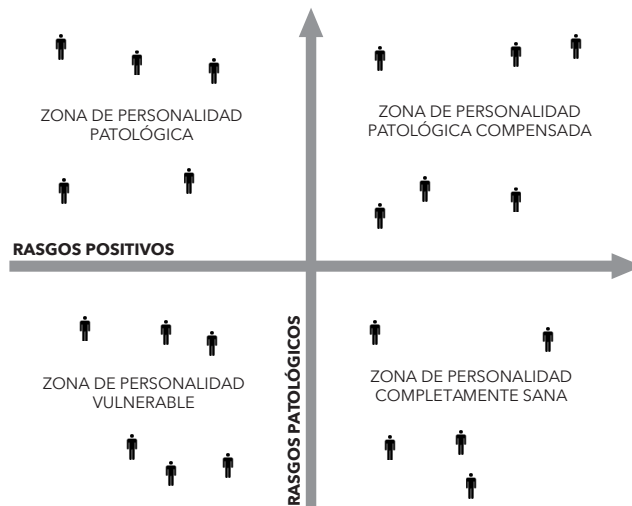 ZONA DE PERSONALIDAD
PATOLÓGICA
ZONA DE PERSONALIDAD
PATOLÓGICA COMPENSADA
RASGOS POSITIVOS
RASGOS PATOLÓGICOS
ZONA DE PERSONALIDAD
VULNERABLE
ZONA DE PERSONALIDAD
COMPLETAMENTE SANA